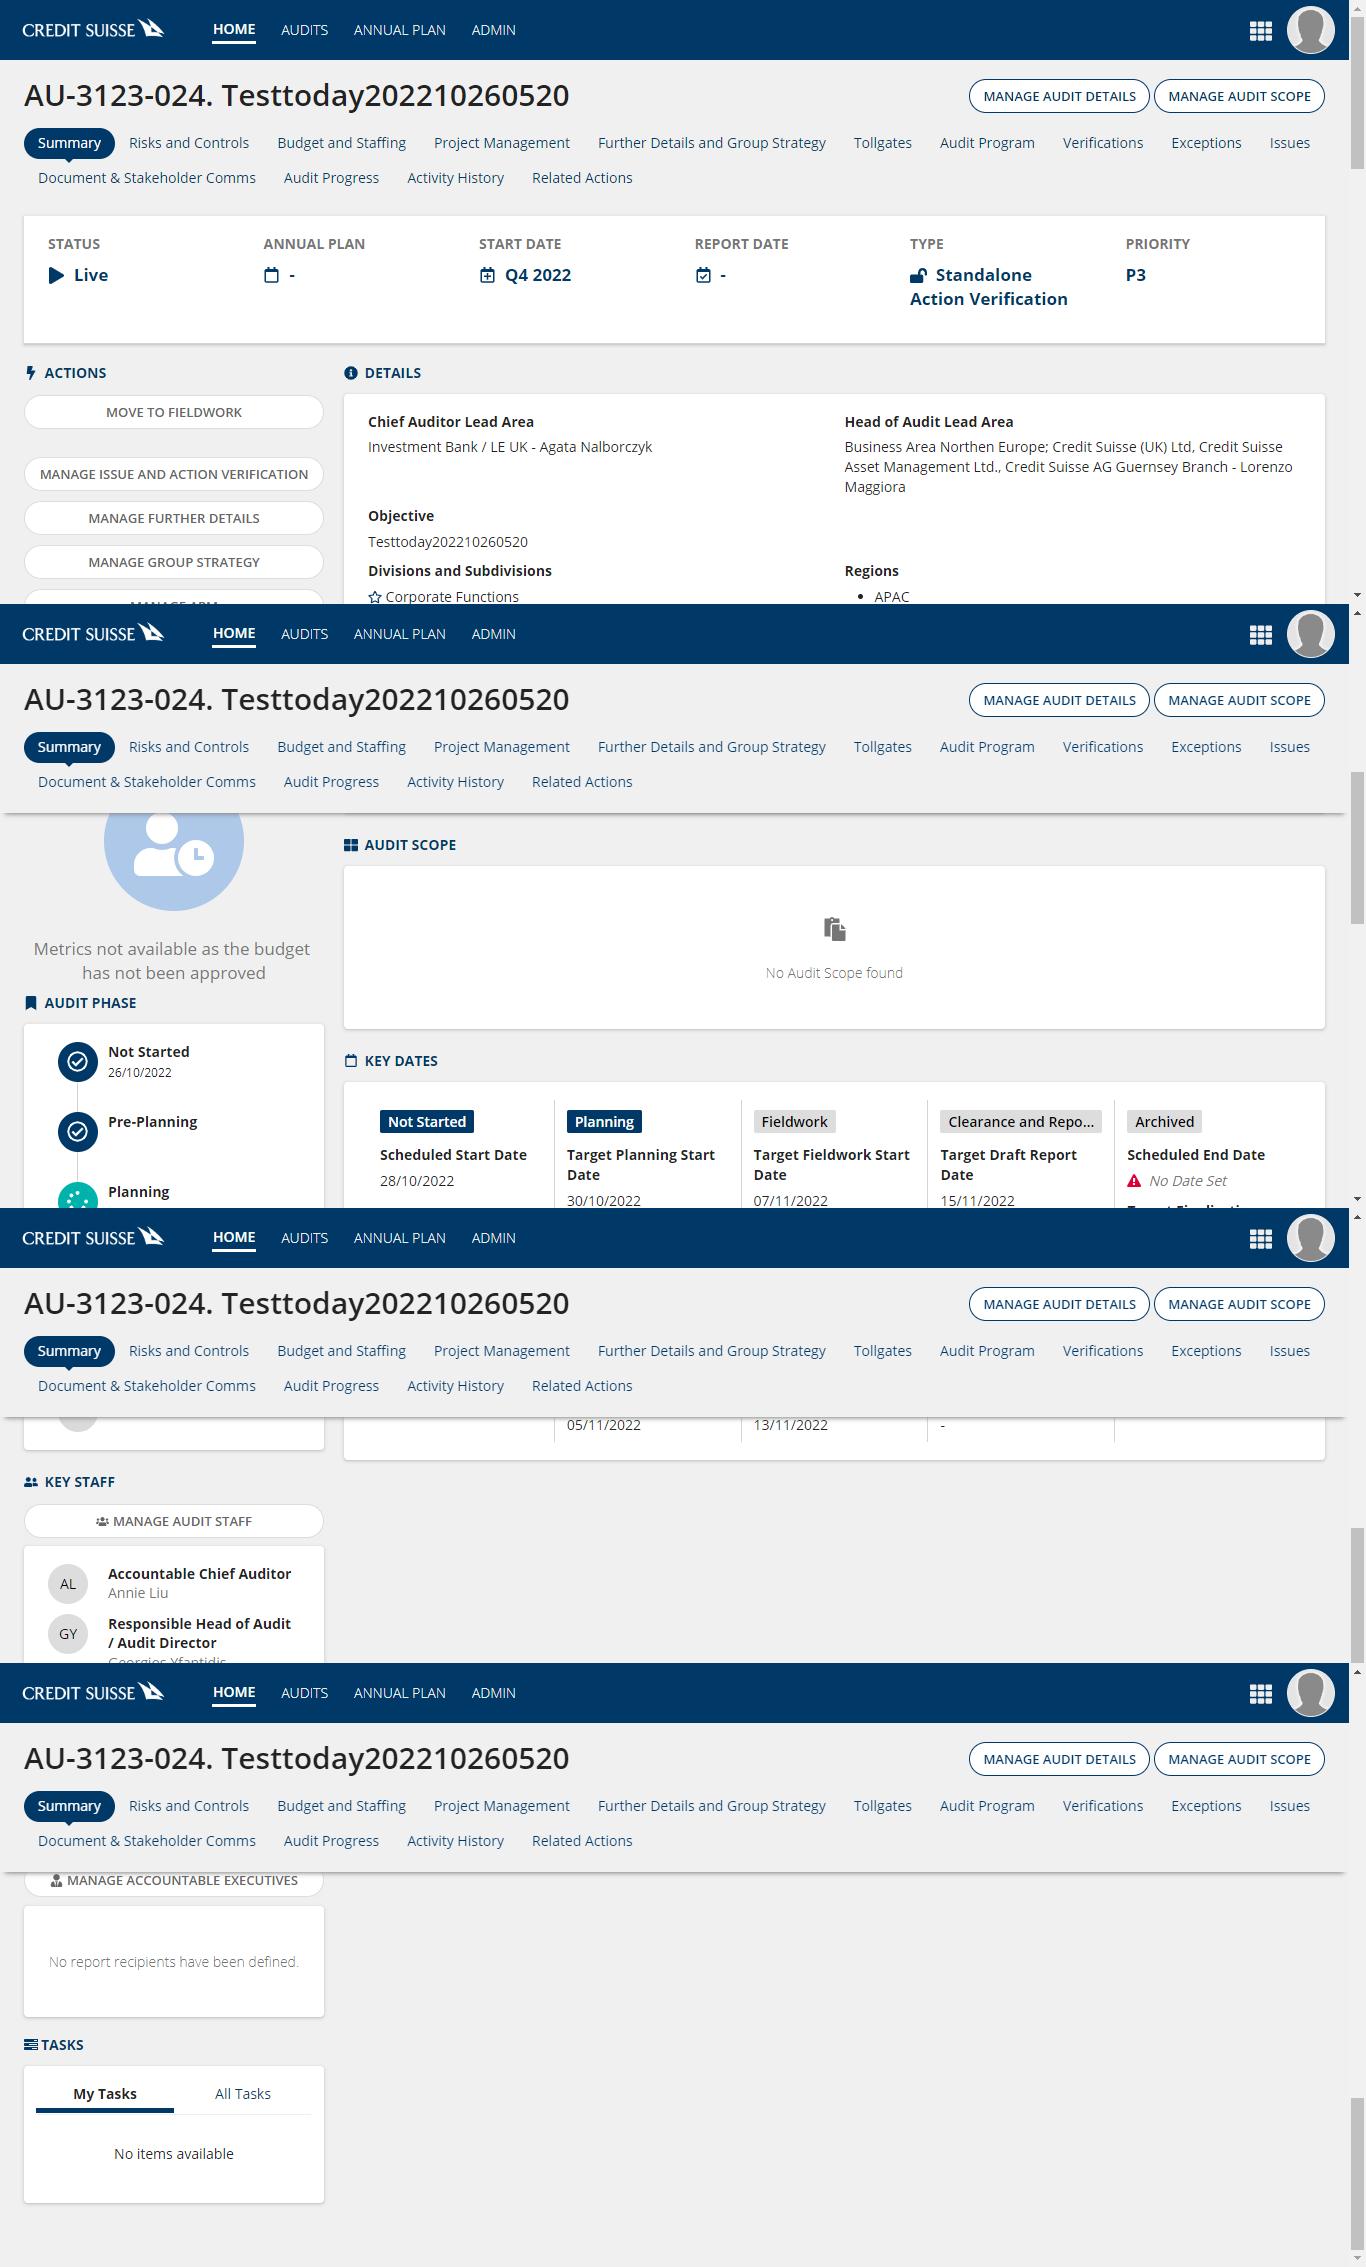 CREDIT SUISSE HOME AUDITS ANNUAL PLAN ADMIN
AU-3123-024. Testtoday202210260520
MANAGE AUDIT DETAILS MANAGE AUDIT SCOPE
Summary Risks and Controls Budget and Staffing Project Management Further Details and Group Strategy Tollgates Audit Program Verifications Exceptions Issues
Document & Stakeholder Comms Audit Progress Activity History Related Actions
STATUS ANNUAL PLAN START DATE REPORT DATE TYPE PRIORITY
Live - Q4 2022 - Standalone P3
Action Verification
ACTIONS
MOVE TO FIELDWORK
MANAGE ISSUE AND ACTION VERIFICATION
MANAGE FURTHER DETAILS
MANAGE GROUP STRATEGY
DETAILS
Chief Auditor Lead Area
Investment Bank / LE UK - Agata Nalborczyk
Head of Audit Lead Area
Business Area Northen Europe; Credit Suisse (UK) Ltd, Credit Suisse
Asset Management Ltd., Credit Suisse AG Guernsey Branch - Lorenzo
Maggiora
Objective
Testtoday202210260520
Divisions and Subdivisions
Corporate Functions
Regions
• APAC
CREDIT SUISSE HOME AUDITS ANNUAL PLAN ADMIN
AU-3123-024. Testtoday202210260520
MANAGE AUDIT DETAILS MANAGE AUDIT SCOPE
Summary Risks and Controls Budget and Staffing Project Management Further Details and Group Strategy Tollgates Audit Program Verifications Exceptions Issues
Document & Stakeholder Comms Audit Progress Activity History Related Actions
Metrics not available as the budget
has not been approved
AUDIT PHASE
Not Started
26/10/2022
Pre-Planning
Planning
AUDIT SCOPE
No Audit Scope found
KEY DATES
Not Started
Scheduled Start Date
28/10/2022
Planning
Target Planning Start
Date
30/10/2022
Fieldwork
Target Fieldwork Start
Date
07/11/2022
Clearance and Repo...
Target Draft Report
Date
15/11/2022
Archived
Scheduled End Date
No Date Set
CREDIT SUISSE HOME AUDITS ANNUAL PLAN ADMIN
AU-3123-024. Testtoday202210260520
MANAGE AUDIT DETAILS MANAGE AUDIT SCOPE
Summary Risks and Controls Budget and Staffing Project Management Further Details and Group Strategy Tollgates Audit Program Verifications Exceptions Issues
Document & Stakeholder Comms Audit Progress Activity History Related Actions
05/11/2022 13/11/2022 -
KEY STAFF
MANAGE AUDIT STAFF
AL
Accountable Chief Auditor
Annie Liu
GY
Responsible Head of Audit
/ Audit Director
Georgios Yfantidis
CREDIT SUISSE HOME AUDITS ANNUAL PLAN ADMIN
AU-3123-024. Testtoday202210260520
MANAGE AUDIT DETAILS MANAGE AUDIT SCOPE
Summary Risks and Controls Budget and Staffing Project Management Further Details and Group Strategy Tollgates Audit Program Verifications Exceptions Issues
Document & Stakeholder Comms Audit Progress Activity History Related Actions
MANAGE ACCOUNTABLE EXECUTIVES
No report recipients have been defined.
TASKS
My Tasks All Tasks
No items available